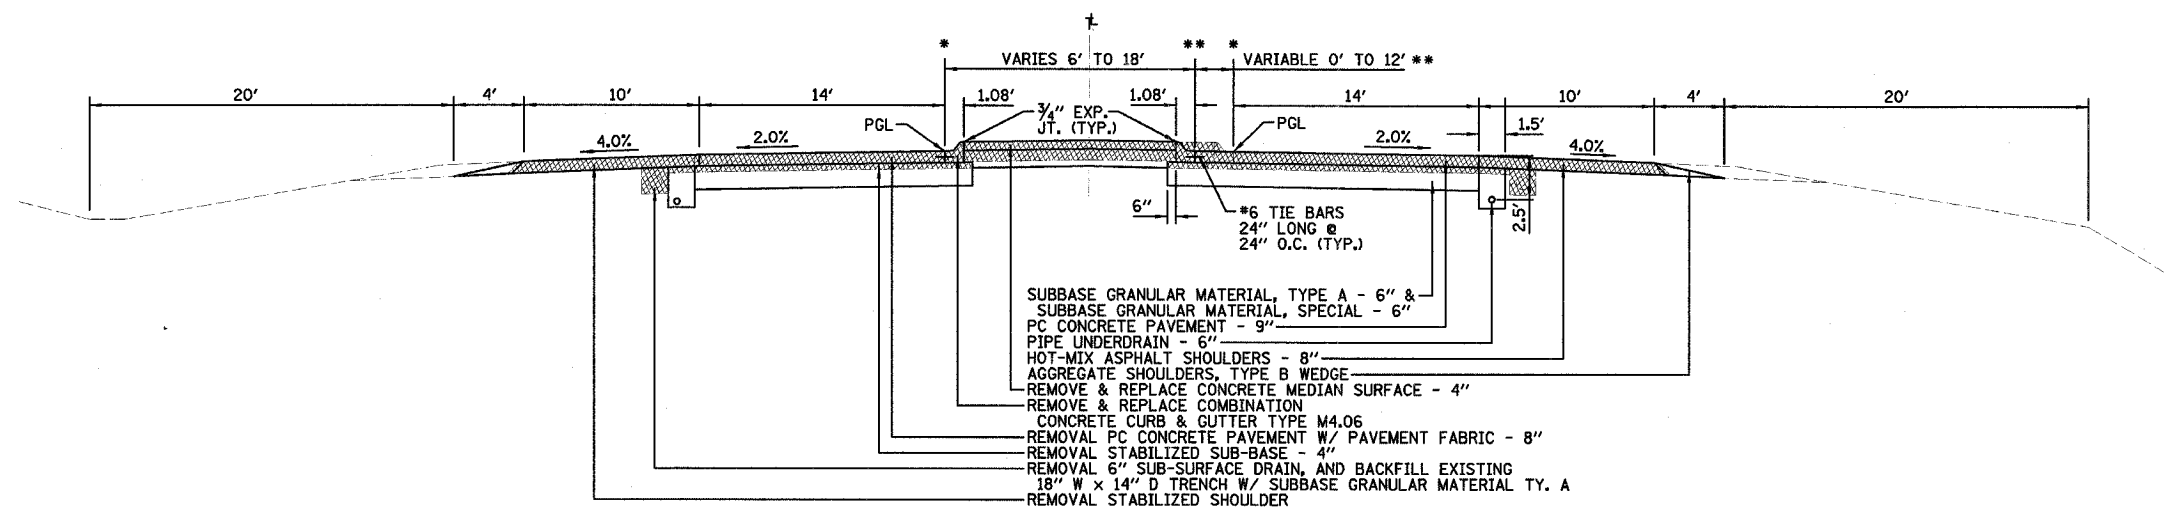 ℄
* ** *
VARIES 6' TO 18' VARIABLE 0' TO 12' **
20' 4' 10' 14' 1.08' 1.08' 14' 10' 4' 20'
3/4" EXP.
JT. (TYP.)
PGL PGL
1.5'
4.0% 2.0% 2.0% 4.0%
6"
2.5'
#6 TIE BARS
24" LONG @
24" O.C. (TYP.)
SUBBASE GRANULAR MATERIAL, TYPE A - 6" &
SUBBASE GRANULAR MATERIAL, SPECIAL - 6"
PC CONCRETE PAVEMENT - 9"
PIPE UNDERDRAIN - 6"
HOT-MIX ASPHALT SHOULDERS - 8"
AGGREGATE SHOULDERS, TYPE B WEDGE
REMOVE & REPLACE CONCRETE MEDIAN SURFACE - 4"
REMOVE & REPLACE COMBINATION
CONCRETE CURB & GUTTER TYPE M4.06
REMOVAL PC CONCRETE PAVEMENT W/ PAVEMENT FABRIC - 8"
REMOVAL STABILIZED SUB-BASE - 4"
REMOVAL 6" SUB-SURFACE DRAIN, AND BACKFILL EXISTING
18" W x 14" D TRENCH W/ SUBBASE GRANULAR MATERIAL TY. A
REMOVAL STABILIZED SHOULDER